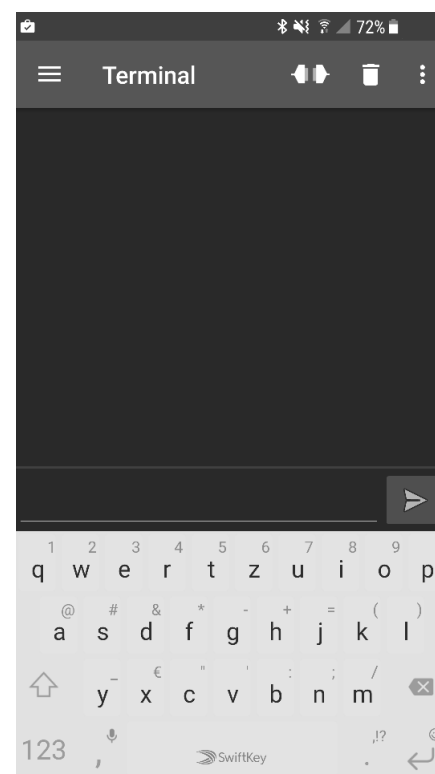 72%
Terminal
1 2 3 4 5 6 7 8 9
q w e r t z u i o p
@ # & * - + = ( )
a s d f g h j k l
_ € " ' : ; /
y x c v b n m
,!?
123 , SwiftKey .